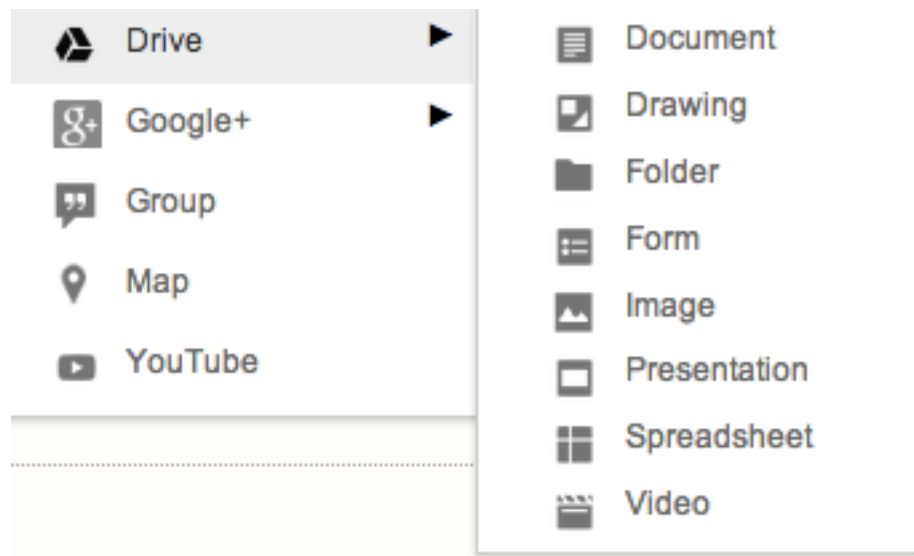 Drive
Google+
Group
Map
YouTube
Document
Drawing
Folder
Form
Image
Presentation
Spreadsheet
Video